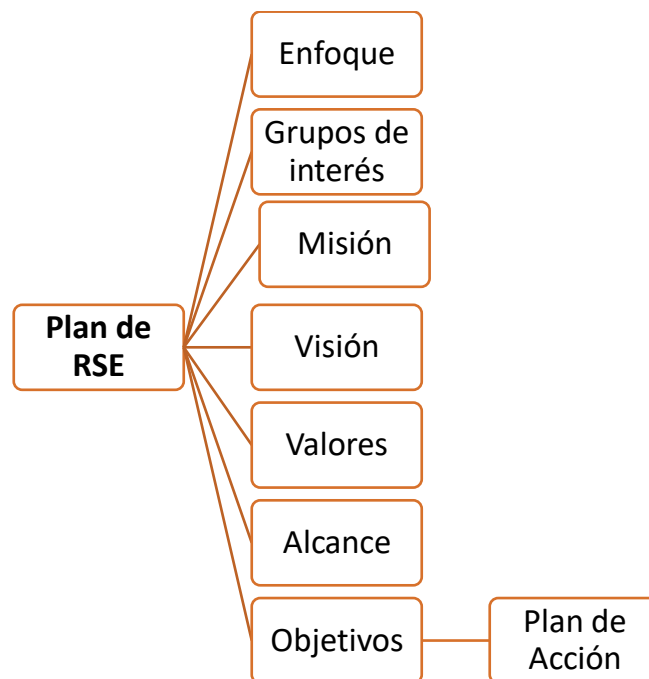 Enfoque
Grupos de
interés
Misión
Plan de
RSE
Visión
Valores
Alcance
Objetivos
Plan de
Acción